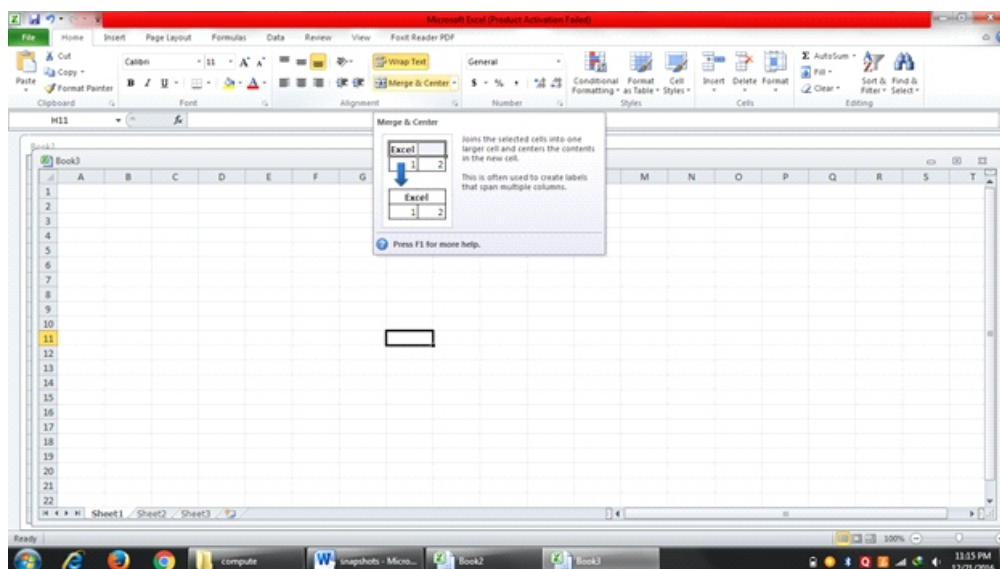 Microsoft Excel (Product Activation Failed)
File Home Insert Page Layout Formulas Data Review View Foxit Reader PDF
Paste
Cut
Copy
Format Painter
Clipboard
Calibri 11
B I U
Font
Wrap Text
Merge & Center
Alignment
General
$ % ,
Number
Conditional Formatting
Format as Table
Cell Styles
Styles
Insert Delete Format
Cells
Σ AutoSum
Fill
Clear
Sort & Filter
Find & Select
Editing
H11 fx
Merge & Center
Excel
1 2
Excel
1 2
Joins the selected cells into one
larger cell and centers the contents
in the new cell.
This is often used to create labels
that span multiple columns.
Press F1 for more help.
Book2
Book3
A B C D E F G M N O P Q R S T
1
2
3
4
5
6
7
8
9
10
11
12
13
14
15
16
17
18
19
20
21
22
Sheet1 Sheet2 Sheet3
Ready 100%
compute
snapshots - Micro...
Book2
Book3
11:15 PM
12/21/2016